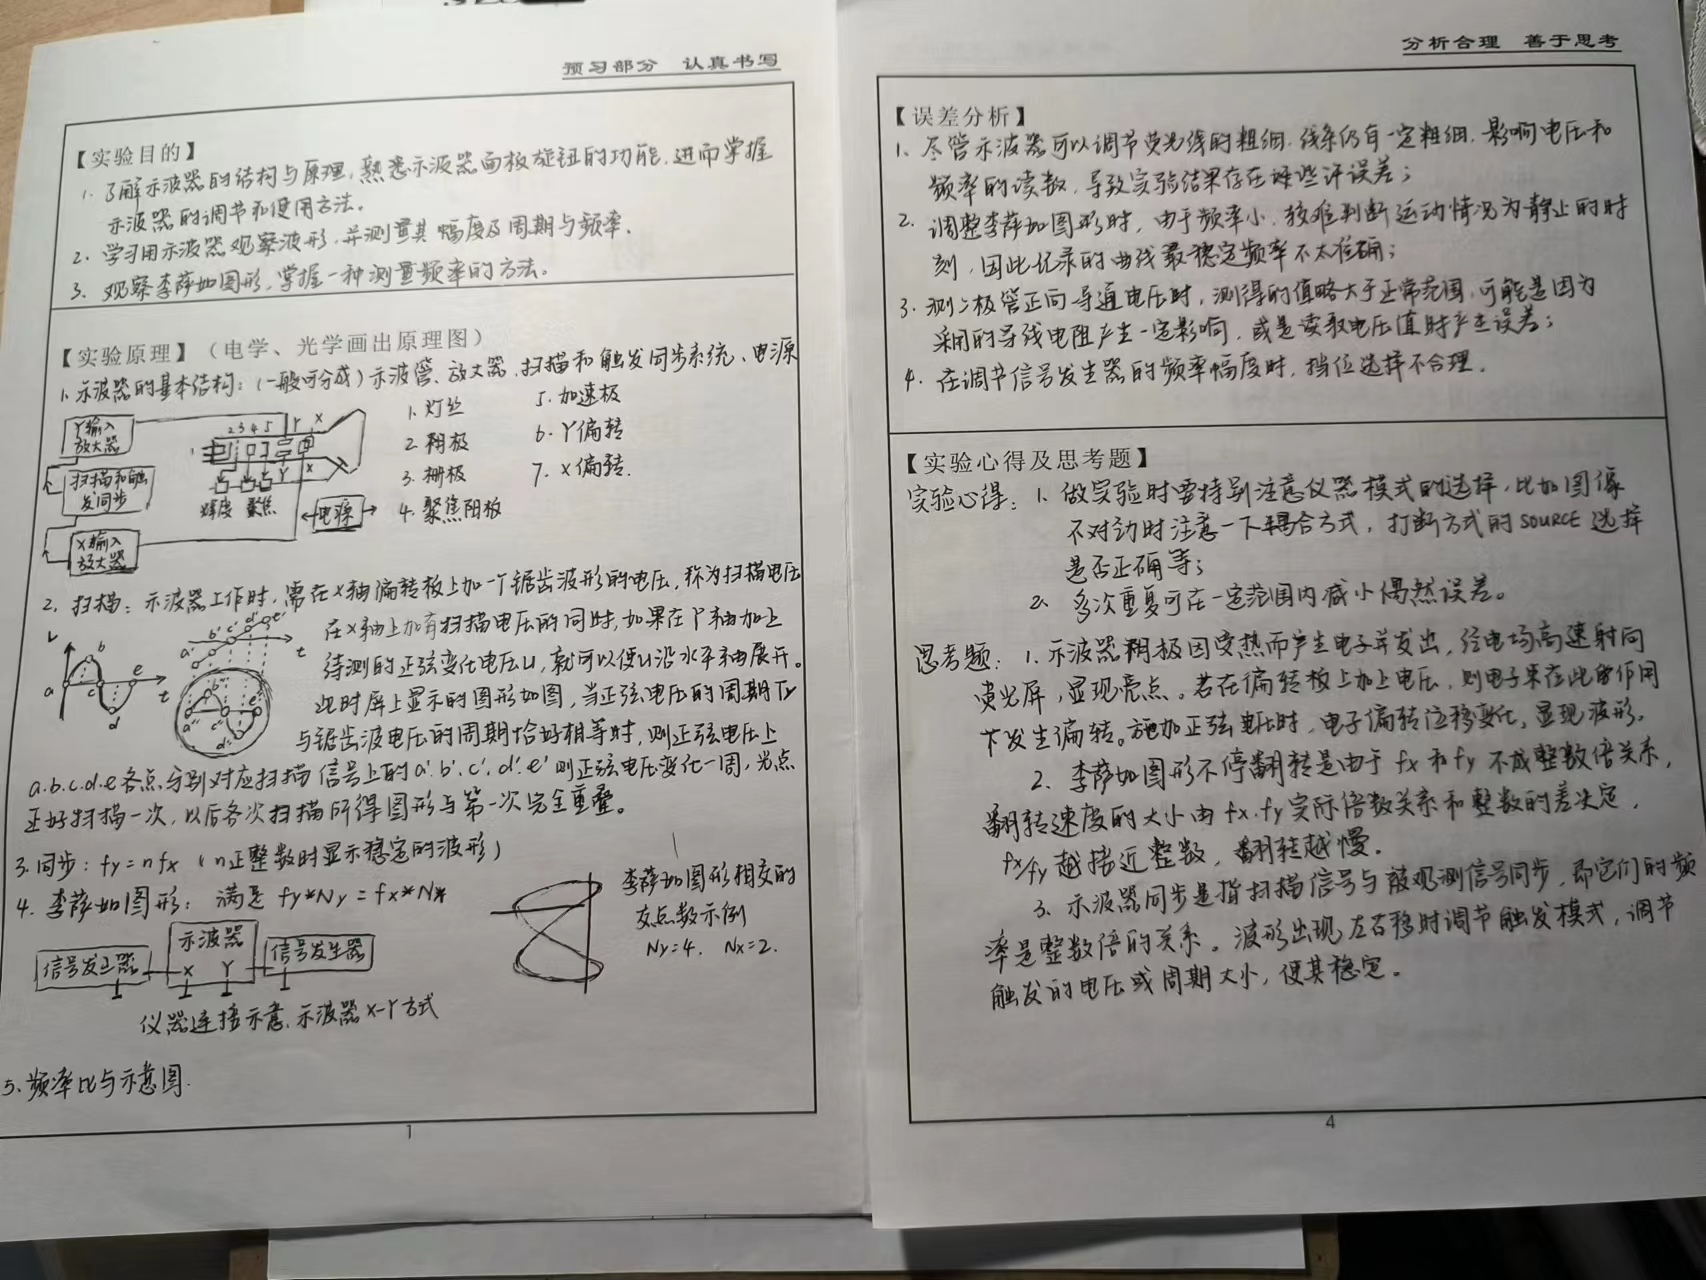 预习部分 认真书写
【实验目的】
1. 了解示波器的结构与原理,熟悉示波器面板旋钮的功能,进而掌握
示波器的调节和使用方法。
2. 学习用示波器观察波形,并测量其幅度及周期与频率.
3. 观察李萨如图形,掌握一种测量频率的方法.
【实验原理】(电学、光学画出原理图)
1. 示波器的基本结构:(一般可分成)示波管、放大器、扫描和触发同步系统、电源
Y输入
放大器
扫描和触
发同步
X输入
放大器
2 3 4 5 Y X
1
Y X
辉度 聚焦
电源
1. 灯丝
2. 阴极
3. 栅极
4. 聚焦阴极
5. 加速极
6. Y偏转
7. X偏转.
2. 扫描:示波器工作时,需在X轴偏转板上加一个锯齿波形的电压,称为扫描电压
在X轴上加有扫描电压的同时,如果在Y轴加上
待测的正弦变化电压u,就可以使u沿水平轴展开。
此时屏上显示的图形如图,当正弦电压的周期Ty
与锯齿波电压的周期恰好相等时,则正弦电压上
a b c d e t
a' b' c' d' e' t
a" b" c" d" e"
a.b.c.d.e各点分别对应扫描信号上的a'.b'.c'.d'.e'则正弦电压变化一周,光点
正好扫描一次,以后各次扫描所得图形与第一次完全重叠。
3. 同步:fy=nfx (n正整数时显示稳定的波形)
4. 李萨如图形:满足 fy*Ny=fx*Nx
信号发生器
示波器
X Y
信号发生器
仪器连接示意.示波器X-Y方式
李萨如图形相交的
交点数示例
Ny=4. Nx=2.
5. 频率比与示意图.
1
分析合理 善于思考
【误差分析】
1. 尽管示波器可以调节荧光线的粗细,线条仍有一定粗细,影响电压和
频率的读数,导致实验结果存在误差;
2. 调整李萨如图形时,由于频率小,较难判断运动情况为静止的时
刻,因此记录的曲线最稳定频率不太准确;
3. 测二极管正向导通电压时,测得的值略大于正常范围,可能是因为
采用的导线电阻产生一定影响,或是读取电压值时产生误差;
4. 在调节信号发生器的频率幅度时,挡位选择不合理.
【实验心得及思考题】
实验心得:1. 做实验时需特别注意仪器模式的选择,比如图像
不对劲时注意一下耦合方式,打断方式的SOURCE选择
是否正确等;
2. 多次重复可在一定范围内减小偶然误差。
思考题:1. 示波器阴极因受热而产生电子并发出,经电场高速射向
荧光屏,显现亮点。若在偏转板上加上电压,则电子束在此作用
下发生偏转。施加正弦电压时,电子偏转位移变化,显现波形.
2. 李萨如图形不停翻转是由于fx和fy不成整数倍关系,
翻转速度的大小由fx.fy实际倍数关系和整数的差决定,
fx/fy越接近整数,翻转越慢.
3. 示波器同步是指扫描信号与被观测信号同步,即它们的频
率是整数倍的关系。波形出现左右移时调节触发模式,调节
触发的电压或周期大小,使其稳定。
4